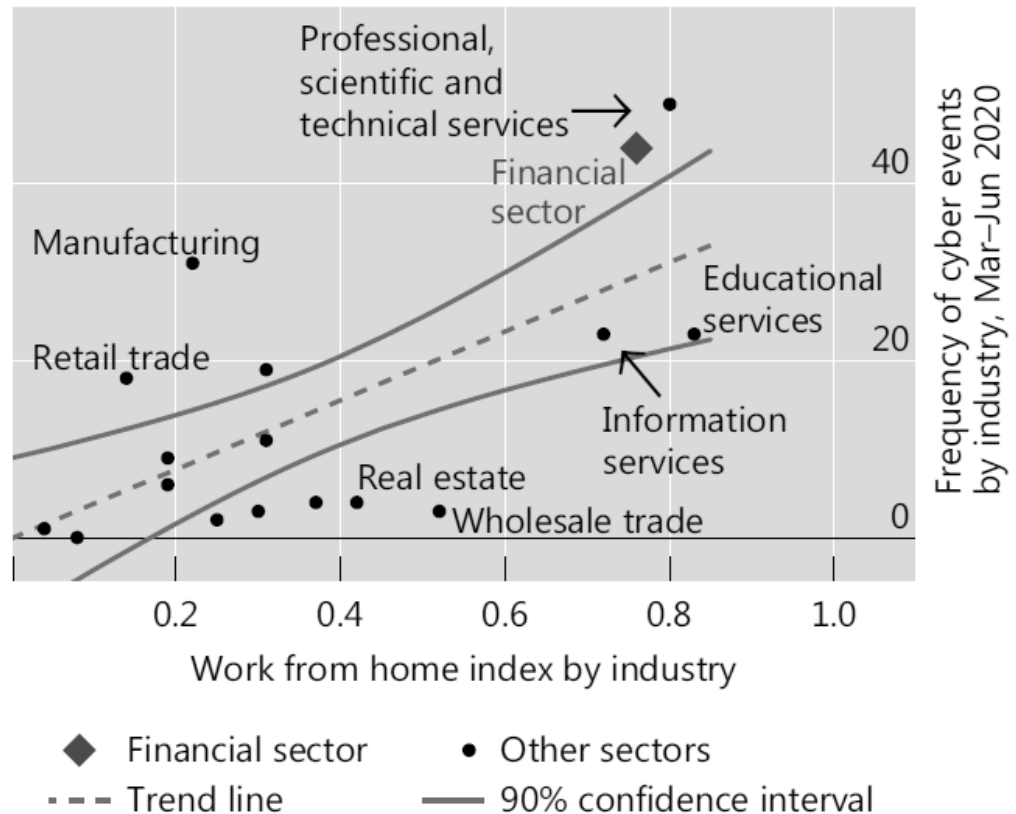 Professional,
scientific and
technical services
Financial
sector
40
Manufacturing
Educational
services
Retail trade
20
Information
services
Real estate
Wholesale trade
0
0.2 0.4 0.6 0.8 1.0
Work from home index by industry
Frequency of cyber events
by industry, Mar–Jun 2020
Financial sector
Other sectors
Trend line
90% confidence interval